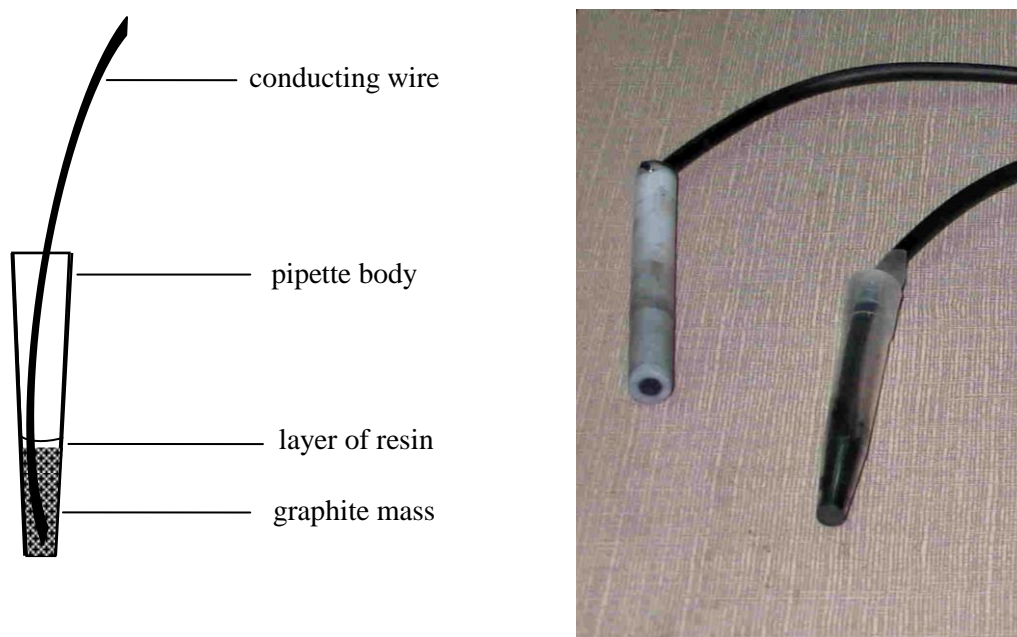 conducting wire
pipette body
layer of resin
graphite mass